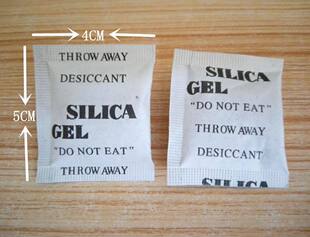 4CM
5CM
THROW AWAY
DESICCANT
SILICA
GEL
"DO NOT EAT"
THROW AWAY
SILICA
GEL
"DO NOT EAT"
THROW AWAY
DESICCANT
SILICA